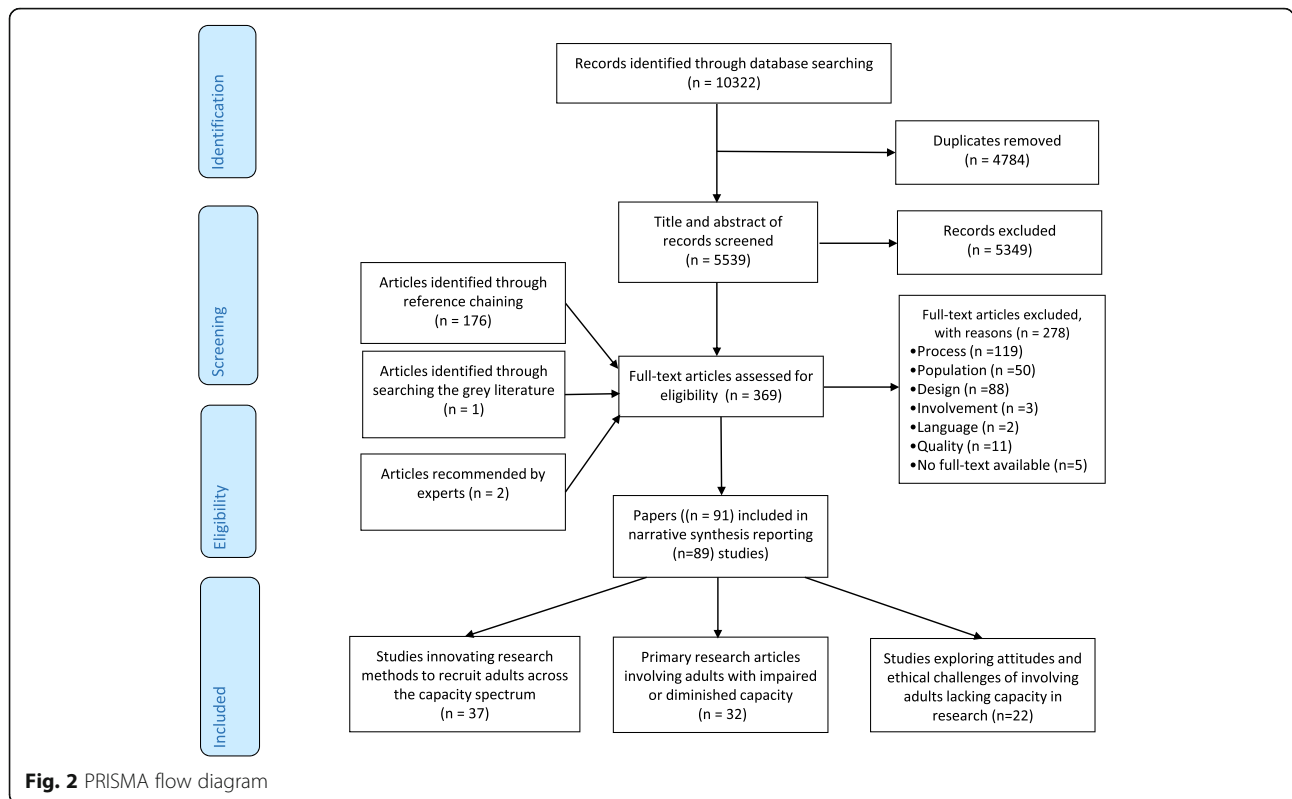 Identification
Records identified through database searching
(n = 10322)
Duplicates removed
(n = 4784)
Screening
Title and abstract of
records screened
(n = 5539)
Records excluded
(n = 5349)
Articles identified through
reference chaining
(n = 176)
Articles identified through
searching the grey literature
(n = 1)
Articles recommended by
experts (n = 2)
Full-text articles assessed for
eligibility (n = 369)
Full-text articles excluded,
with reasons (n = 278)
•Process (n =119)
•Population (n =50)
•Design (n =88)
•Involvement (n =3)
•Language (n =2)
•Quality (n =11)
•No full-text available (n=5)
Eligibility
Papers ((n = 91) included in
narrative synthesis reporting
(n=89) studies)
Included
Studies innovating research
methods to recruit adults across
the capacity spectrum
(n = 37)
Primary research articles
involving adults with impaired
or diminished capacity
(n = 32)
Studies exploring attitudes and
ethical challenges of involving
adults lacking capacity in
research (n=22)
Fig. 2 PRISMA flow diagram